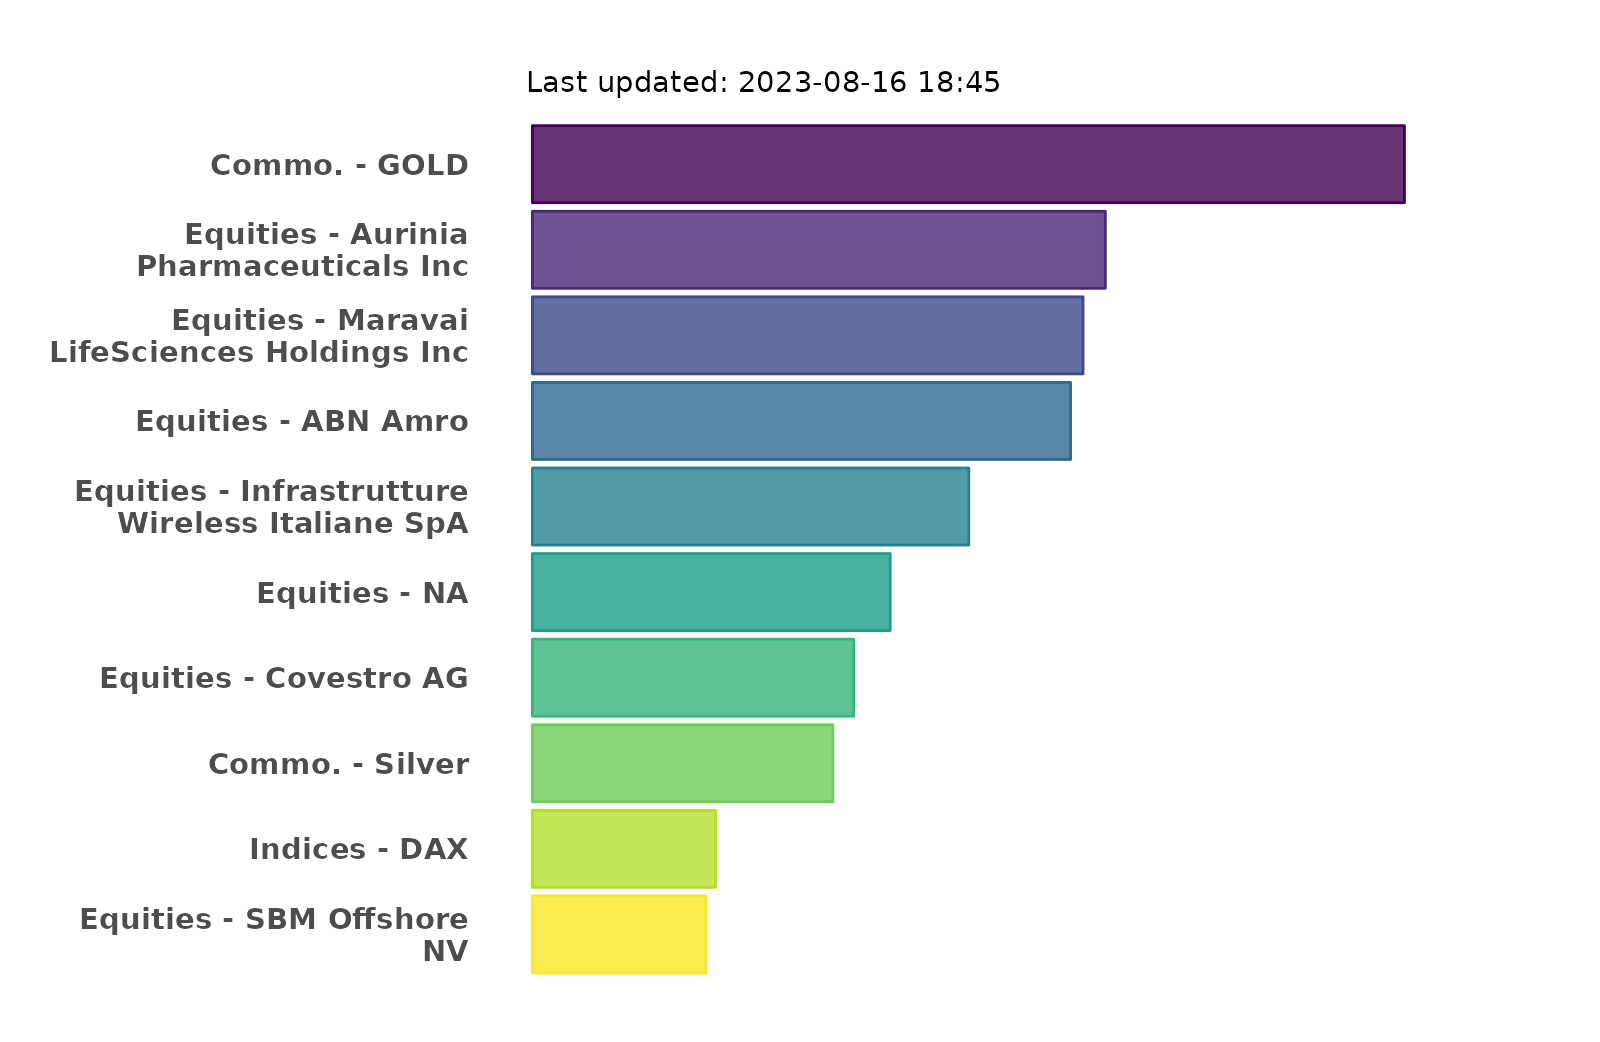 Last updated: 2023-08-16 18:45
Commo. - GOLD
Equities - Aurinia
Pharmaceuticals Inc
Equities - Maravai
LifeSciences Holdings Inc
Equities - ABN Amro
Equities - Infrastrutture
Wireless Italiane SpA
Equities - NA
Equities - Covestro AG
Commo. - Silver
Indices - DAX
Equities - SBM Offshore
NV